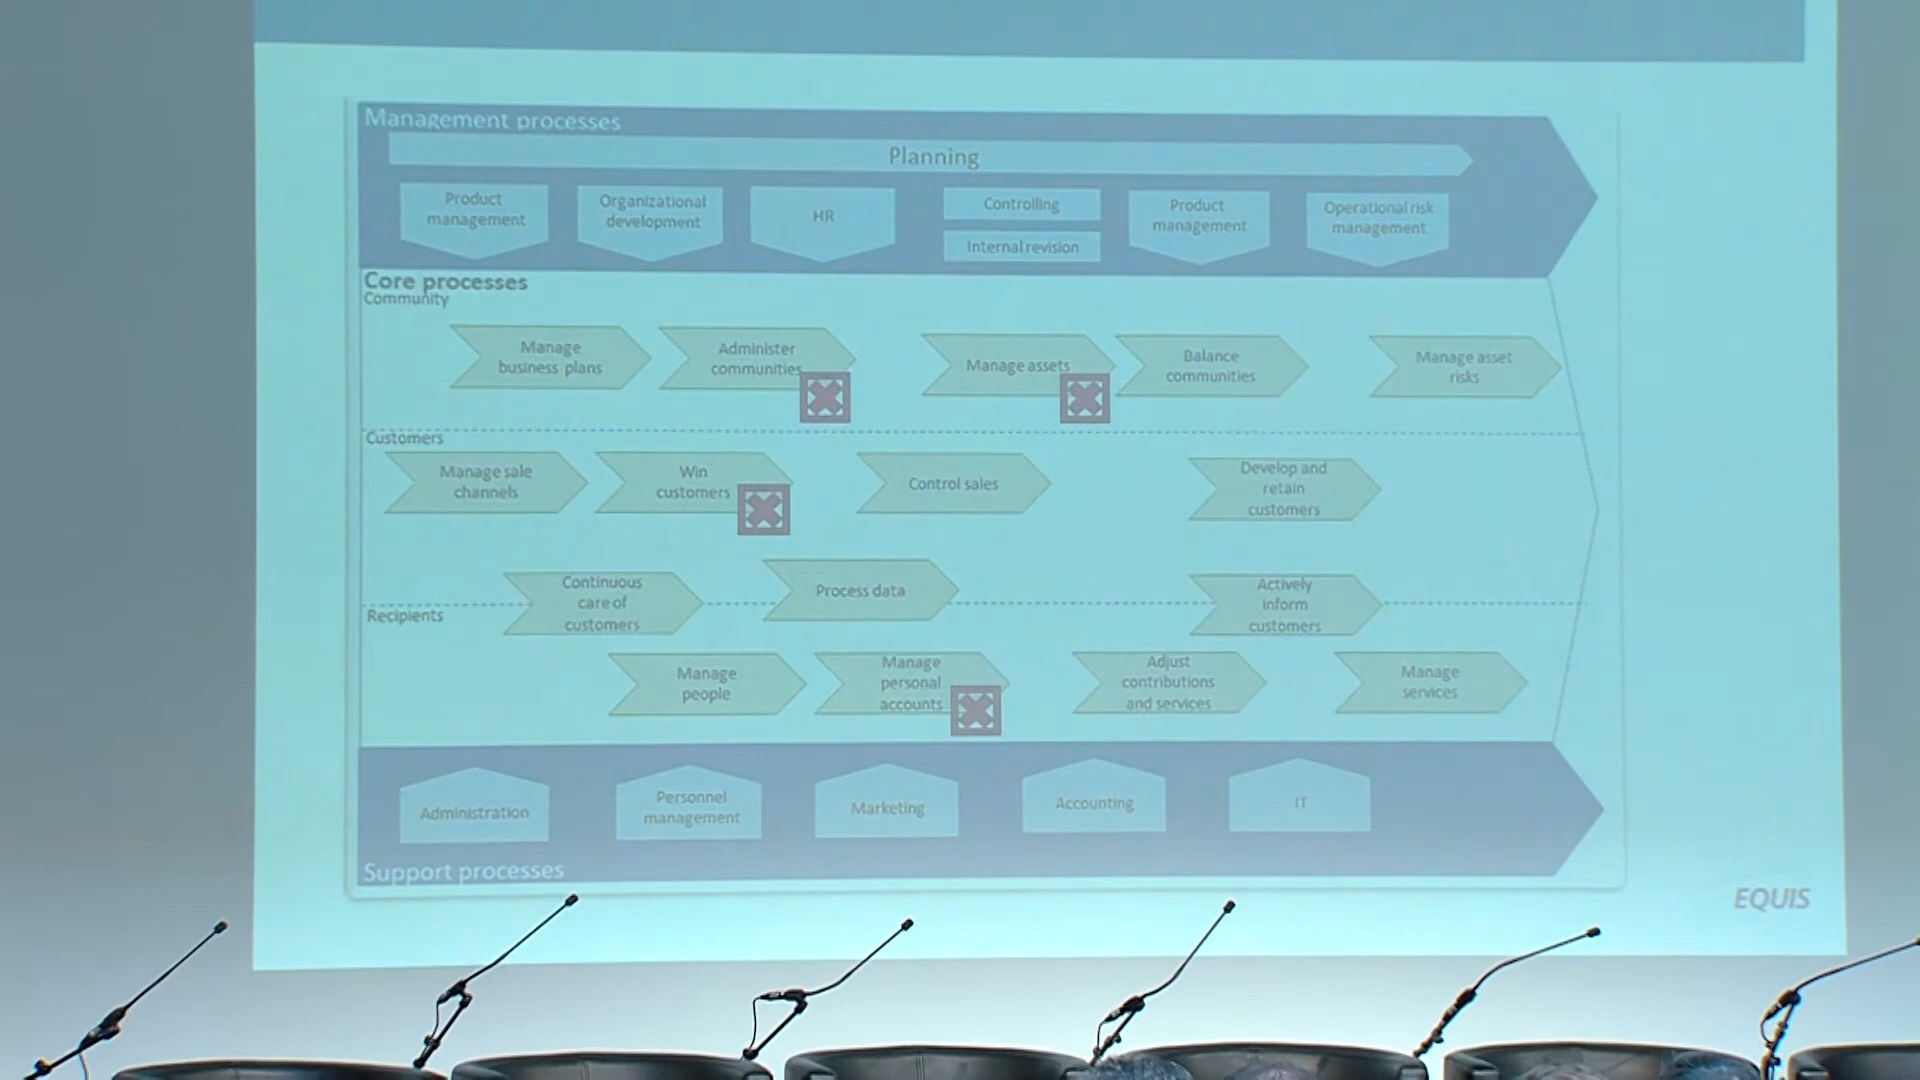 Management processes
Planning
Product
management
Organizational
development
HR
Controlling
Internal revision
Product
management
Operational risk
management
Core processes
Community
Manage
business plans
Administer
communities
Manage assets
Balance
communities
Manage asset
risks
Customers
Manage sale
channels
Win
customers
Control sales
Develop and
retain
customers
Continuous
care of
customers
Process data
Actively
inform
customers
Recipients
Manage
people
Manage
personal
accounts
Adjust
contributions
and services
Manage
services
Administration
Personnel
management
Marketing
Accounting
IT
Support processes
EQUIS